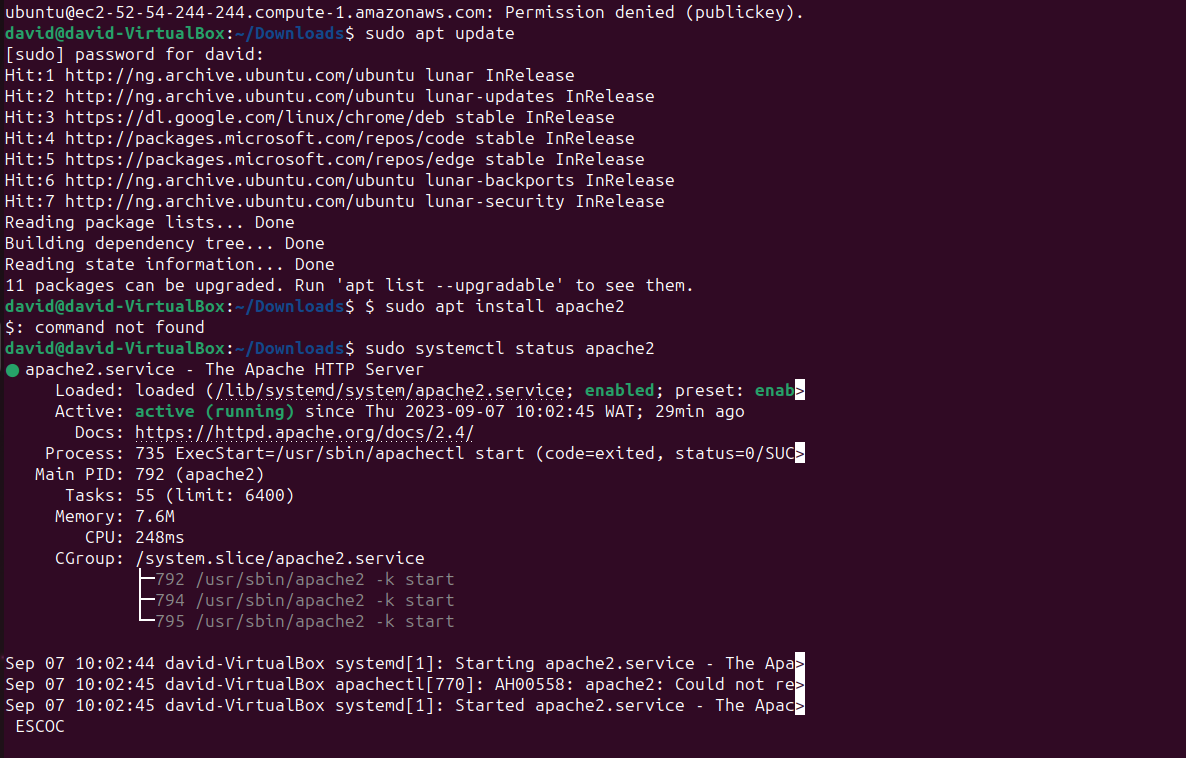 ubuntu@ec2-52-54-244-244.compute-1.amazonaws.com: Permission denied (publickey).
david@david-VirtualBox:~/Downloads$ sudo apt update
[sudo] password for david:
Hit:1 http://ng.archive.ubuntu.com/ubuntu lunar InRelease
Hit:2 http://ng.archive.ubuntu.com/ubuntu lunar-updates InRelease
Hit:3 https://dl.google.com/linux/chrome/deb stable InRelease
Hit:4 http://packages.microsoft.com/repos/code stable InRelease
Hit:5 https://packages.microsoft.com/repos/edge stable InRelease
Hit:6 http://ng.archive.ubuntu.com/ubuntu lunar-backports InRelease
Hit:7 http://ng.archive.ubuntu.com/ubuntu lunar-security InRelease
Reading package lists... Done
Building dependency tree... Done
Reading state information... Done
11 packages can be upgraded. Run 'apt list --upgradable' to see them.
david@david-VirtualBox:~/Downloads$ $ sudo apt install apache2
$: command not found
david@david-VirtualBox:~/Downloads$ sudo systemctl status apache2
● apache2.service - The Apache HTTP Server
     Loaded: loaded (/lib/systemd/system/apache2.service; enabled; preset: enab>
     Active: active (running) since Thu 2023-09-07 10:02:45 WAT; 29min ago
       Docs: https://httpd.apache.org/docs/2.4/
    Process: 735 ExecStart=/usr/sbin/apachectl start (code=exited, status=0/SUC>
   Main PID: 792 (apache2)
      Tasks: 55 (limit: 6400)
     Memory: 7.6M
        CPU: 248ms
     CGroup: /system.slice/apache2.service
             ├─792 /usr/sbin/apache2 -k start
             ├─794 /usr/sbin/apache2 -k start
             └─795 /usr/sbin/apache2 -k start
Sep 07 10:02:44 david-VirtualBox systemd[1]: Starting apache2.service - The Apa>
Sep 07 10:02:45 david-VirtualBox apachectl[770]: AH00558: apache2: Could not re>
Sep 07 10:02:45 david-VirtualBox systemd[1]: Started apache2.service - The Apac>
 ESCOC